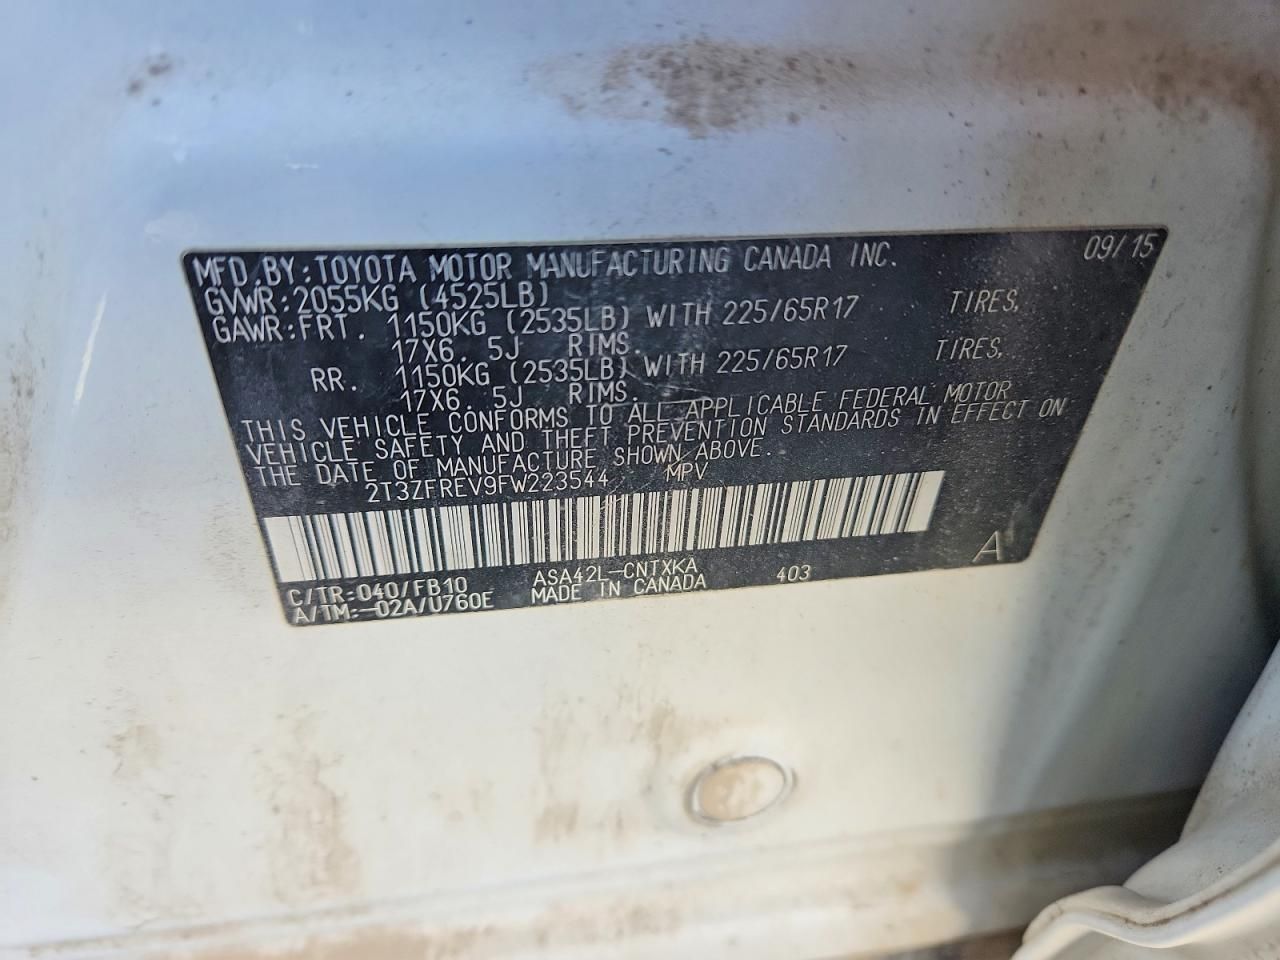 MFD.BY:TOYOTA MOTOR MANUFACTURING CANADA INC. 09/15
GVWR:2055KG (4525LB)
GAWR:FRT. 1150KG (2535LB) WITH 225/65R17 TIRES,
17X6.5J RIMS.
RR. 1150KG (2535LB) WITH 225/65R17 TIRES,
17X6.5J RIMS.
THIS VEHICLE CONFORMS TO ALL APPLICABLE FEDERAL MOTOR
VEHICLE SAFETY AND THEFT PREVENTION STANDARDS IN EFFECT ON
THE DATE OF MANUFACTURE SHOWN ABOVE.
2T3ZFREV9FW223544 MPV
A
C/TR:040/FB10 ASA42L-CNTXKA 403
A/TM:-02A/U760E MADE IN CANADA